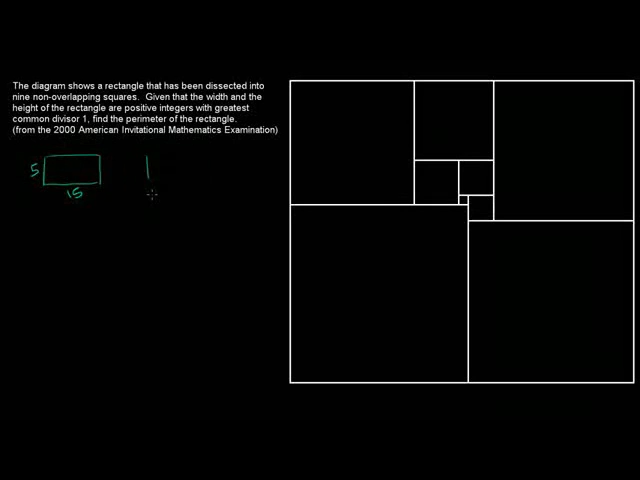 The diagram shows a rectangle that has been dissected into
nine non-overlapping squares. Given that the width and the
height of the rectangle are positive integers with greatest
common divisor 1, find the perimeter of the rectangle.
(from the 2000 American Invitational Mathematics Examination)
5
15